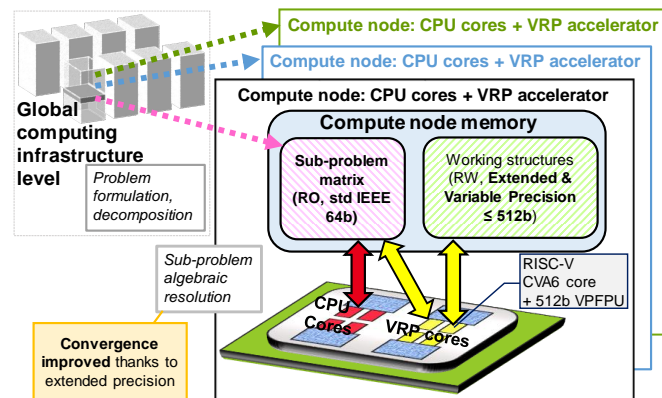 Compute node: CPU cores + VRP accelerator
Compute node: CPU cores + VRP accelerator
Compute node: CPU cores + VRP accelerator
Global
computing
infrastructure
level
Problem
formulation,
decomposition
Compute node memory
Sub-problem
matrix
(RO, std IEEE
64b)
Working structures
(RW, Extended &
Variable Precision
≤ 512b)
Sub-problem
algebraic
resolution
RISC-V
CVA6 core
+ 512b VPFPU
CPU
Cores
VRP cores
Convergence
improved thanks to
extended precision